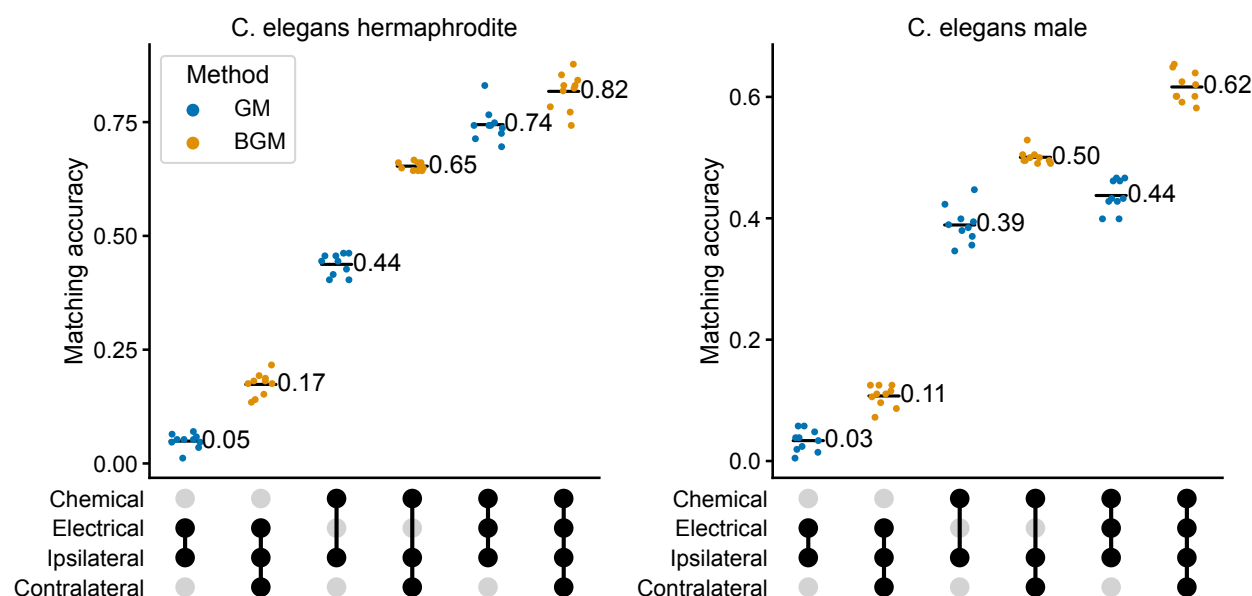 C. elegans hermaphrodite
Matching accuracy
0.75
0.50
0.25
0.00
Method
GM
BGM
0.05
0.17
0.44
0.65
0.74
0.82
Chemical
Electrical
Ipsilateral
Contralateral
C. elegans male
Matching accuracy
0.6
0.4
0.2
0.0
0.03
0.11
0.39
0.50
0.44
0.62
Chemical
Electrical
Ipsilateral
Contralateral